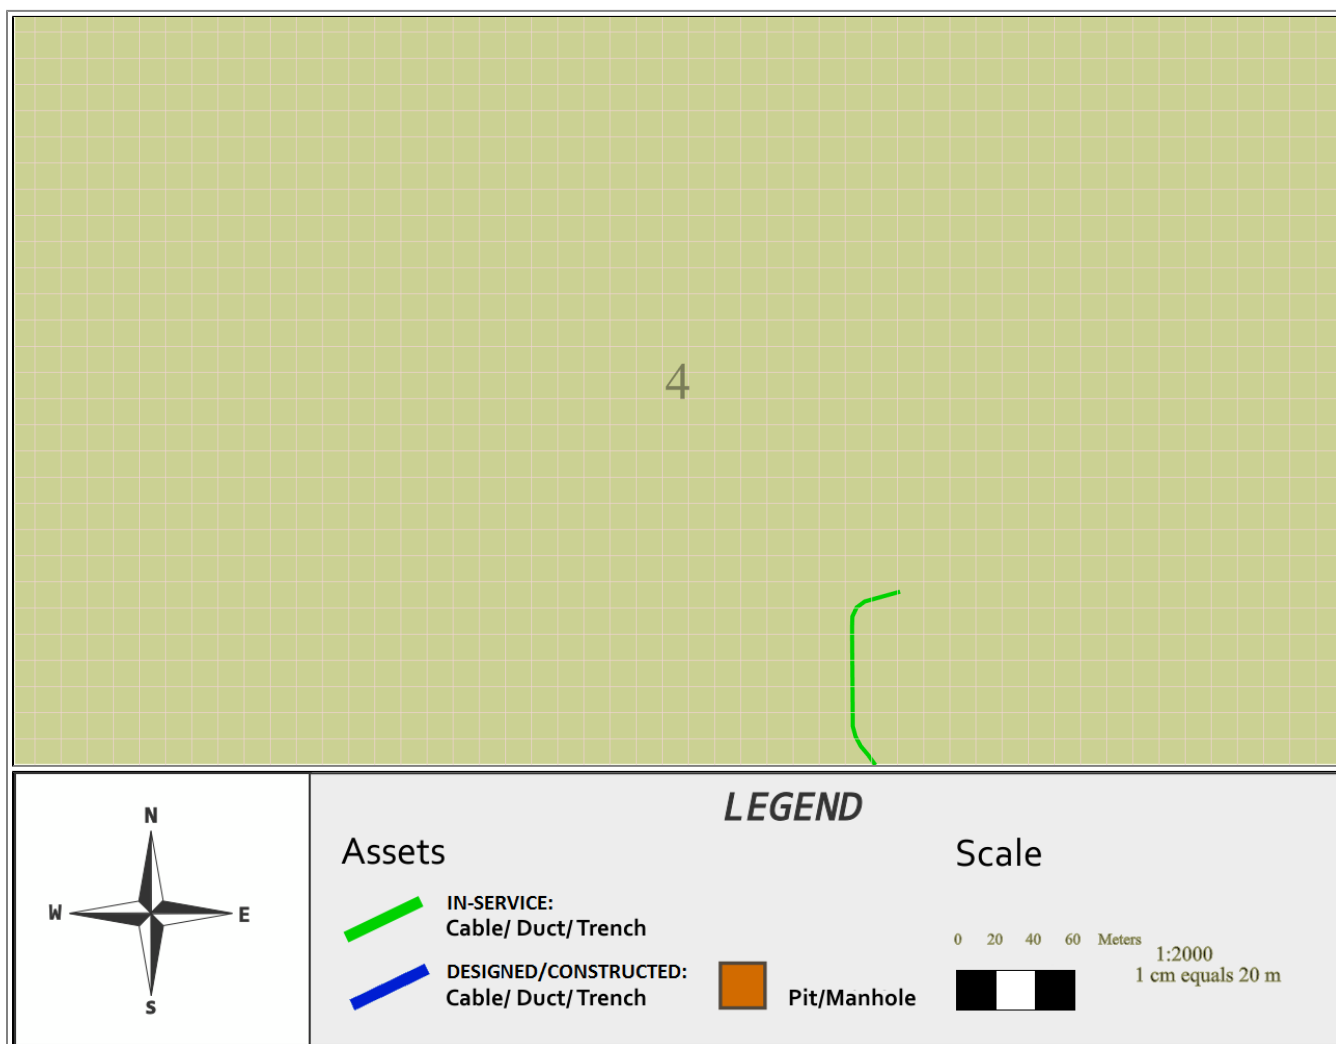 4
N
W
E
S
LEGEND
Assets
IN-SERVICE:
Cable/ Duct/ Trench
DESIGNED/CONSTRUCTED:
Cable/ Duct/ Trench
Pit/Manhole
Scale
0 20 40 60 Meters
1:2000
1 cm equals 20 m